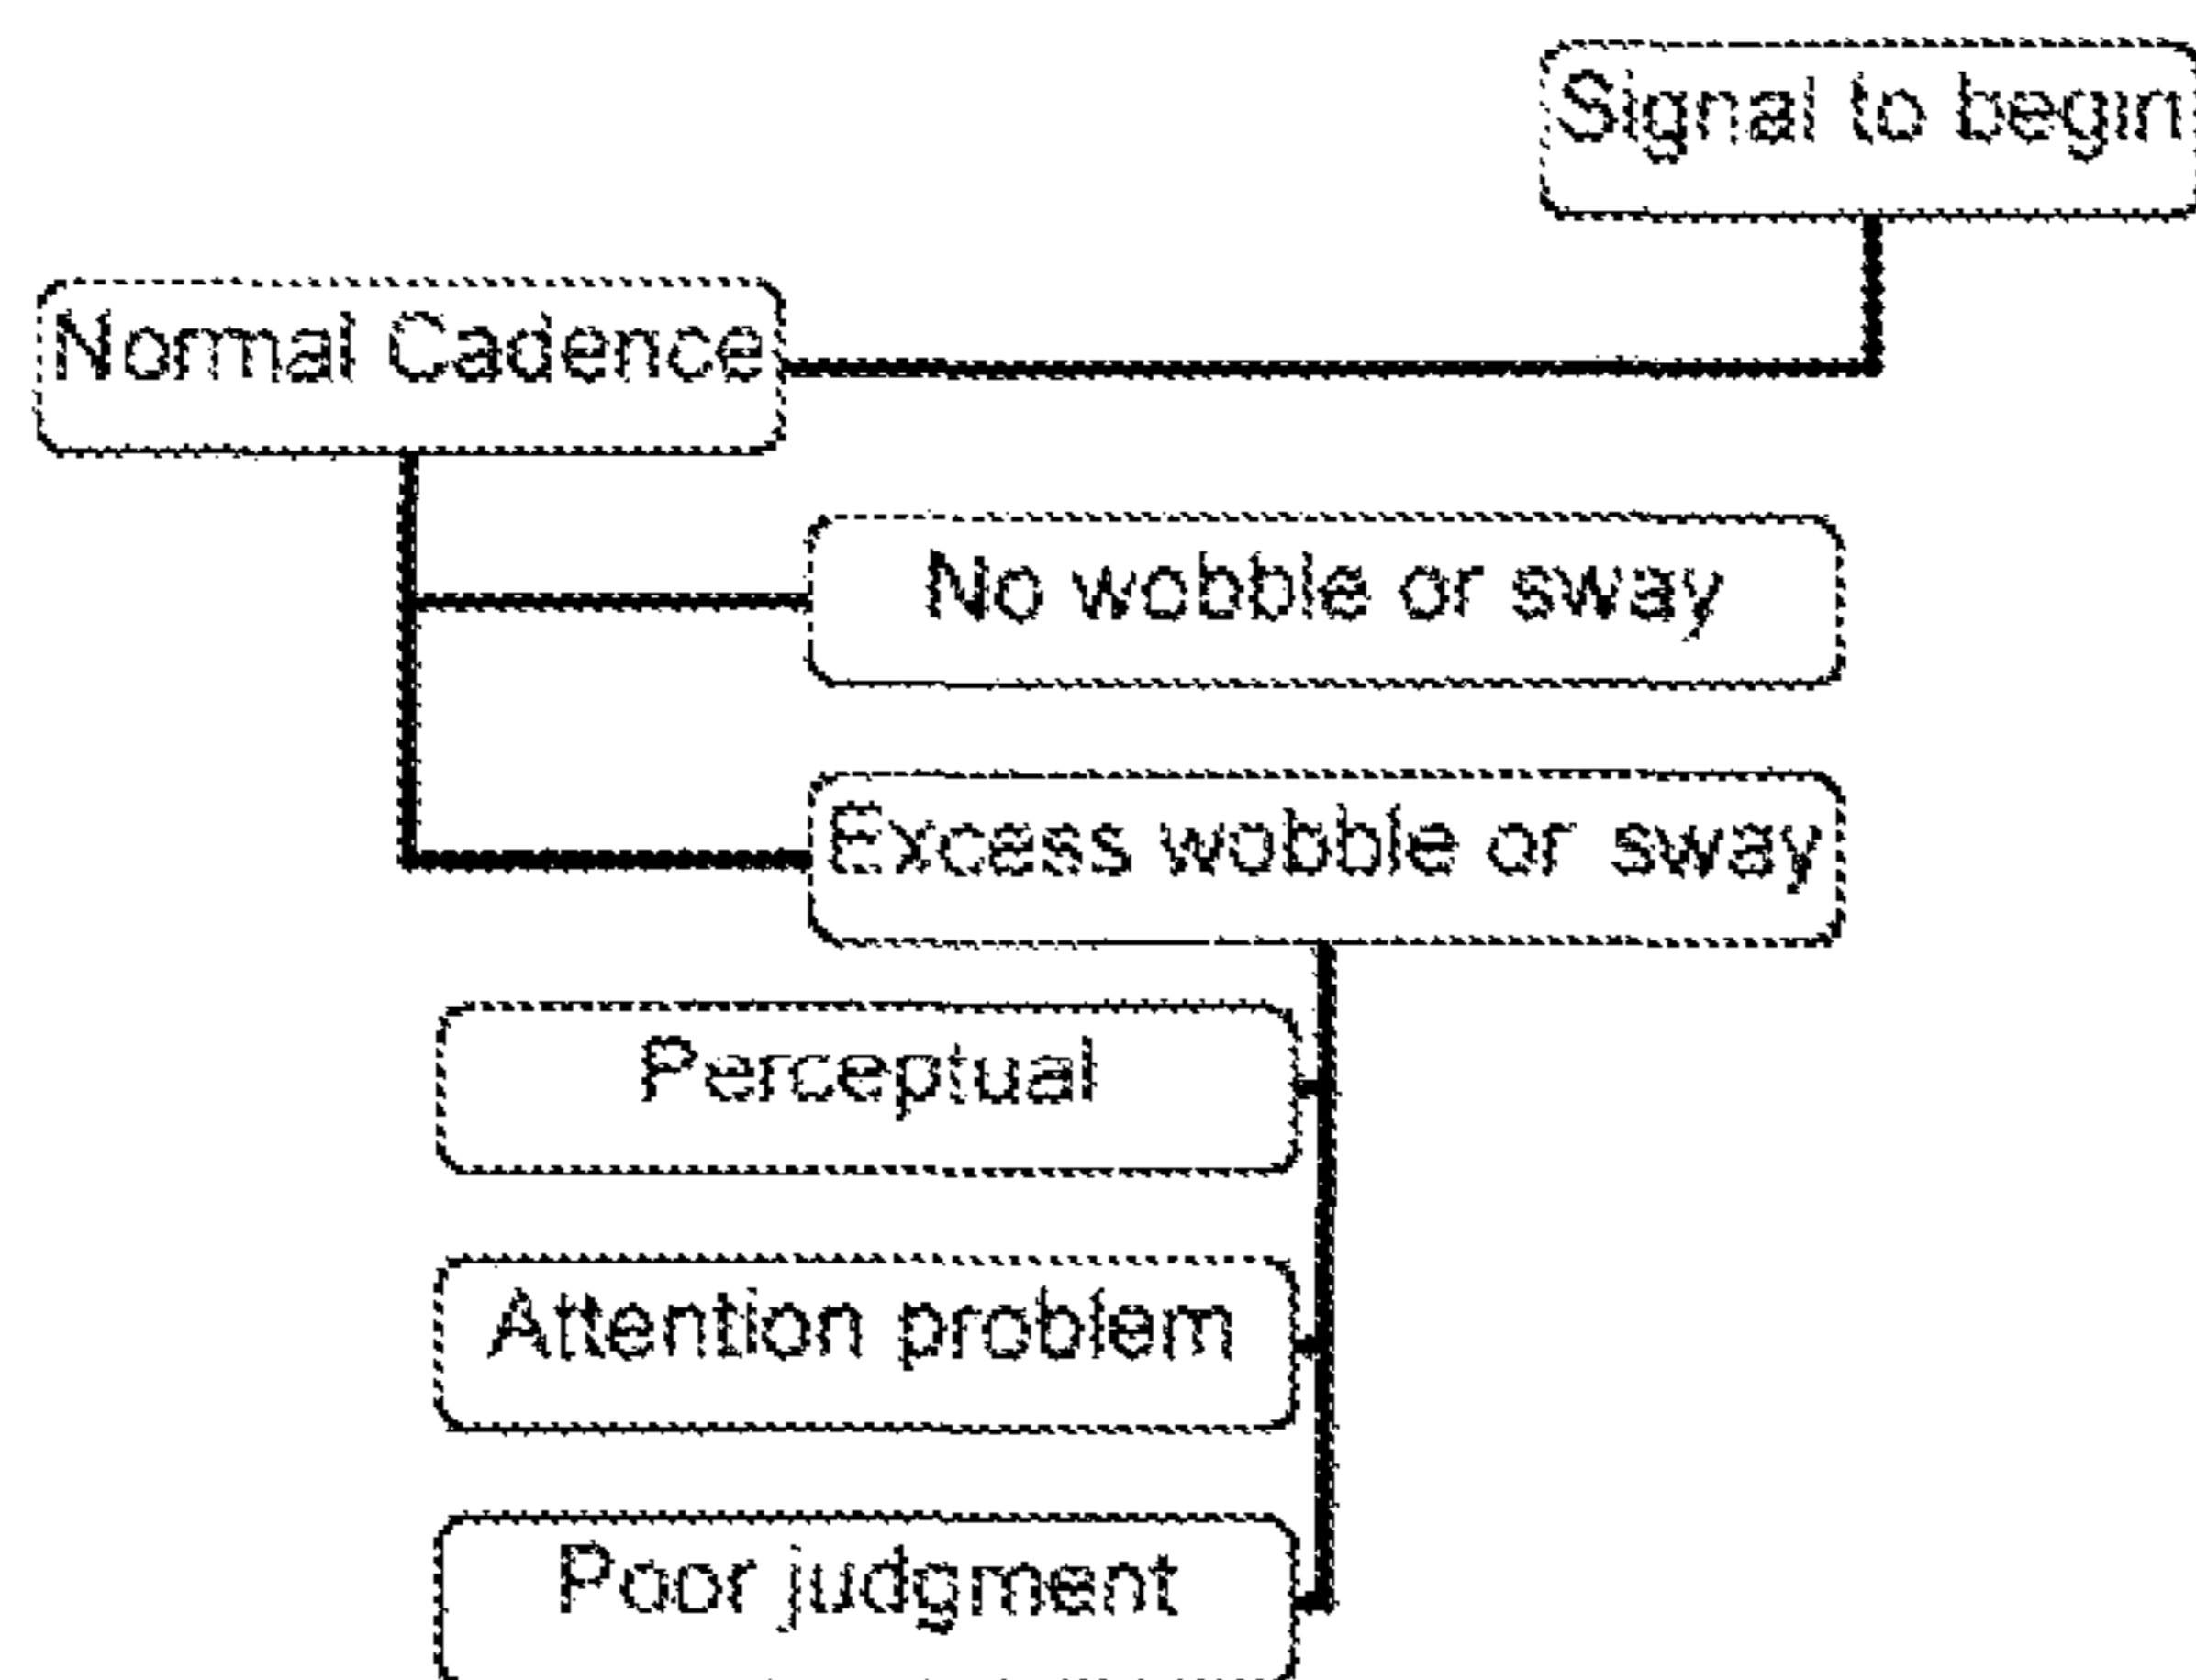 Signal to begin
Normal Cadence
No wobble or sway
Excess wobble or sway
Perceptual
Attention problem
Poor judgment